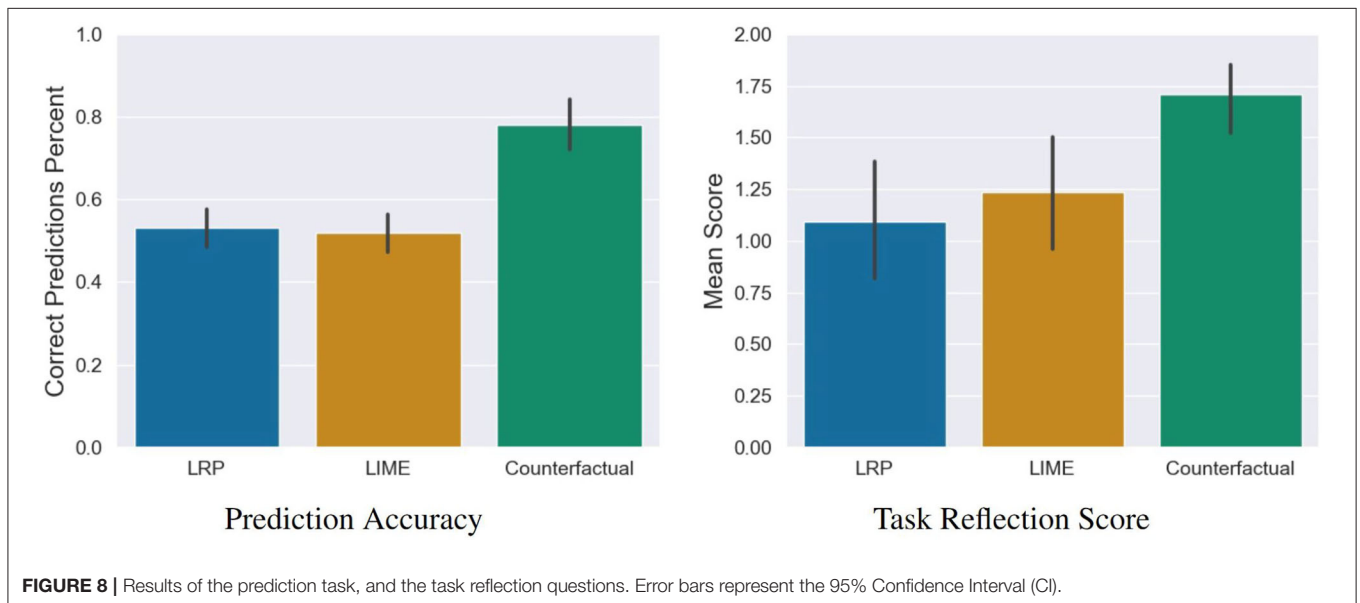 Correct Predictions Percent
1.0
0.8
0.6
0.4
0.2
0.0
LRP LIME Counterfactual
Prediction Accuracy
Mean Score
2.00
1.75
1.50
1.25
1.00
0.75
0.50
0.25
0.00
LRP LIME Counterfactual
Task Reflection Score
FIGURE 8 | Results of the prediction task, and the task reflection questions. Error bars represent the 95% Confidence Interval (CI).